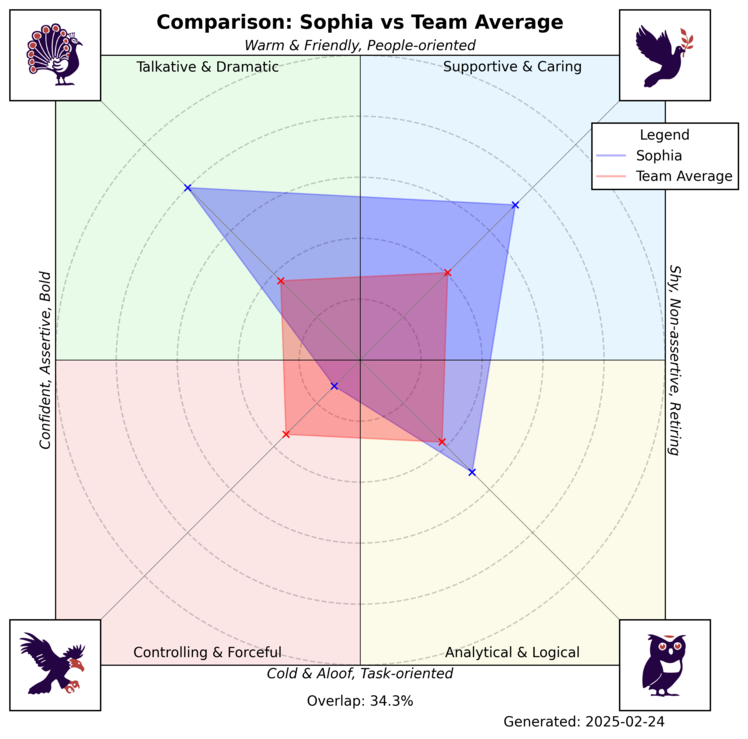 Comparison: Sophia vs Team Average
Warm & Friendly, People-oriented
Talkative & Dramatic
Supportive & Caring
Legend
Sophia
Team Average
Confident, Assertive, Bold
Shy, Non-assertive, Retiring
Controlling & Forceful
Analytical & Logical
Cold & Aloof, Task-oriented
Overlap: 34.3%
Generated: 2025-02-24